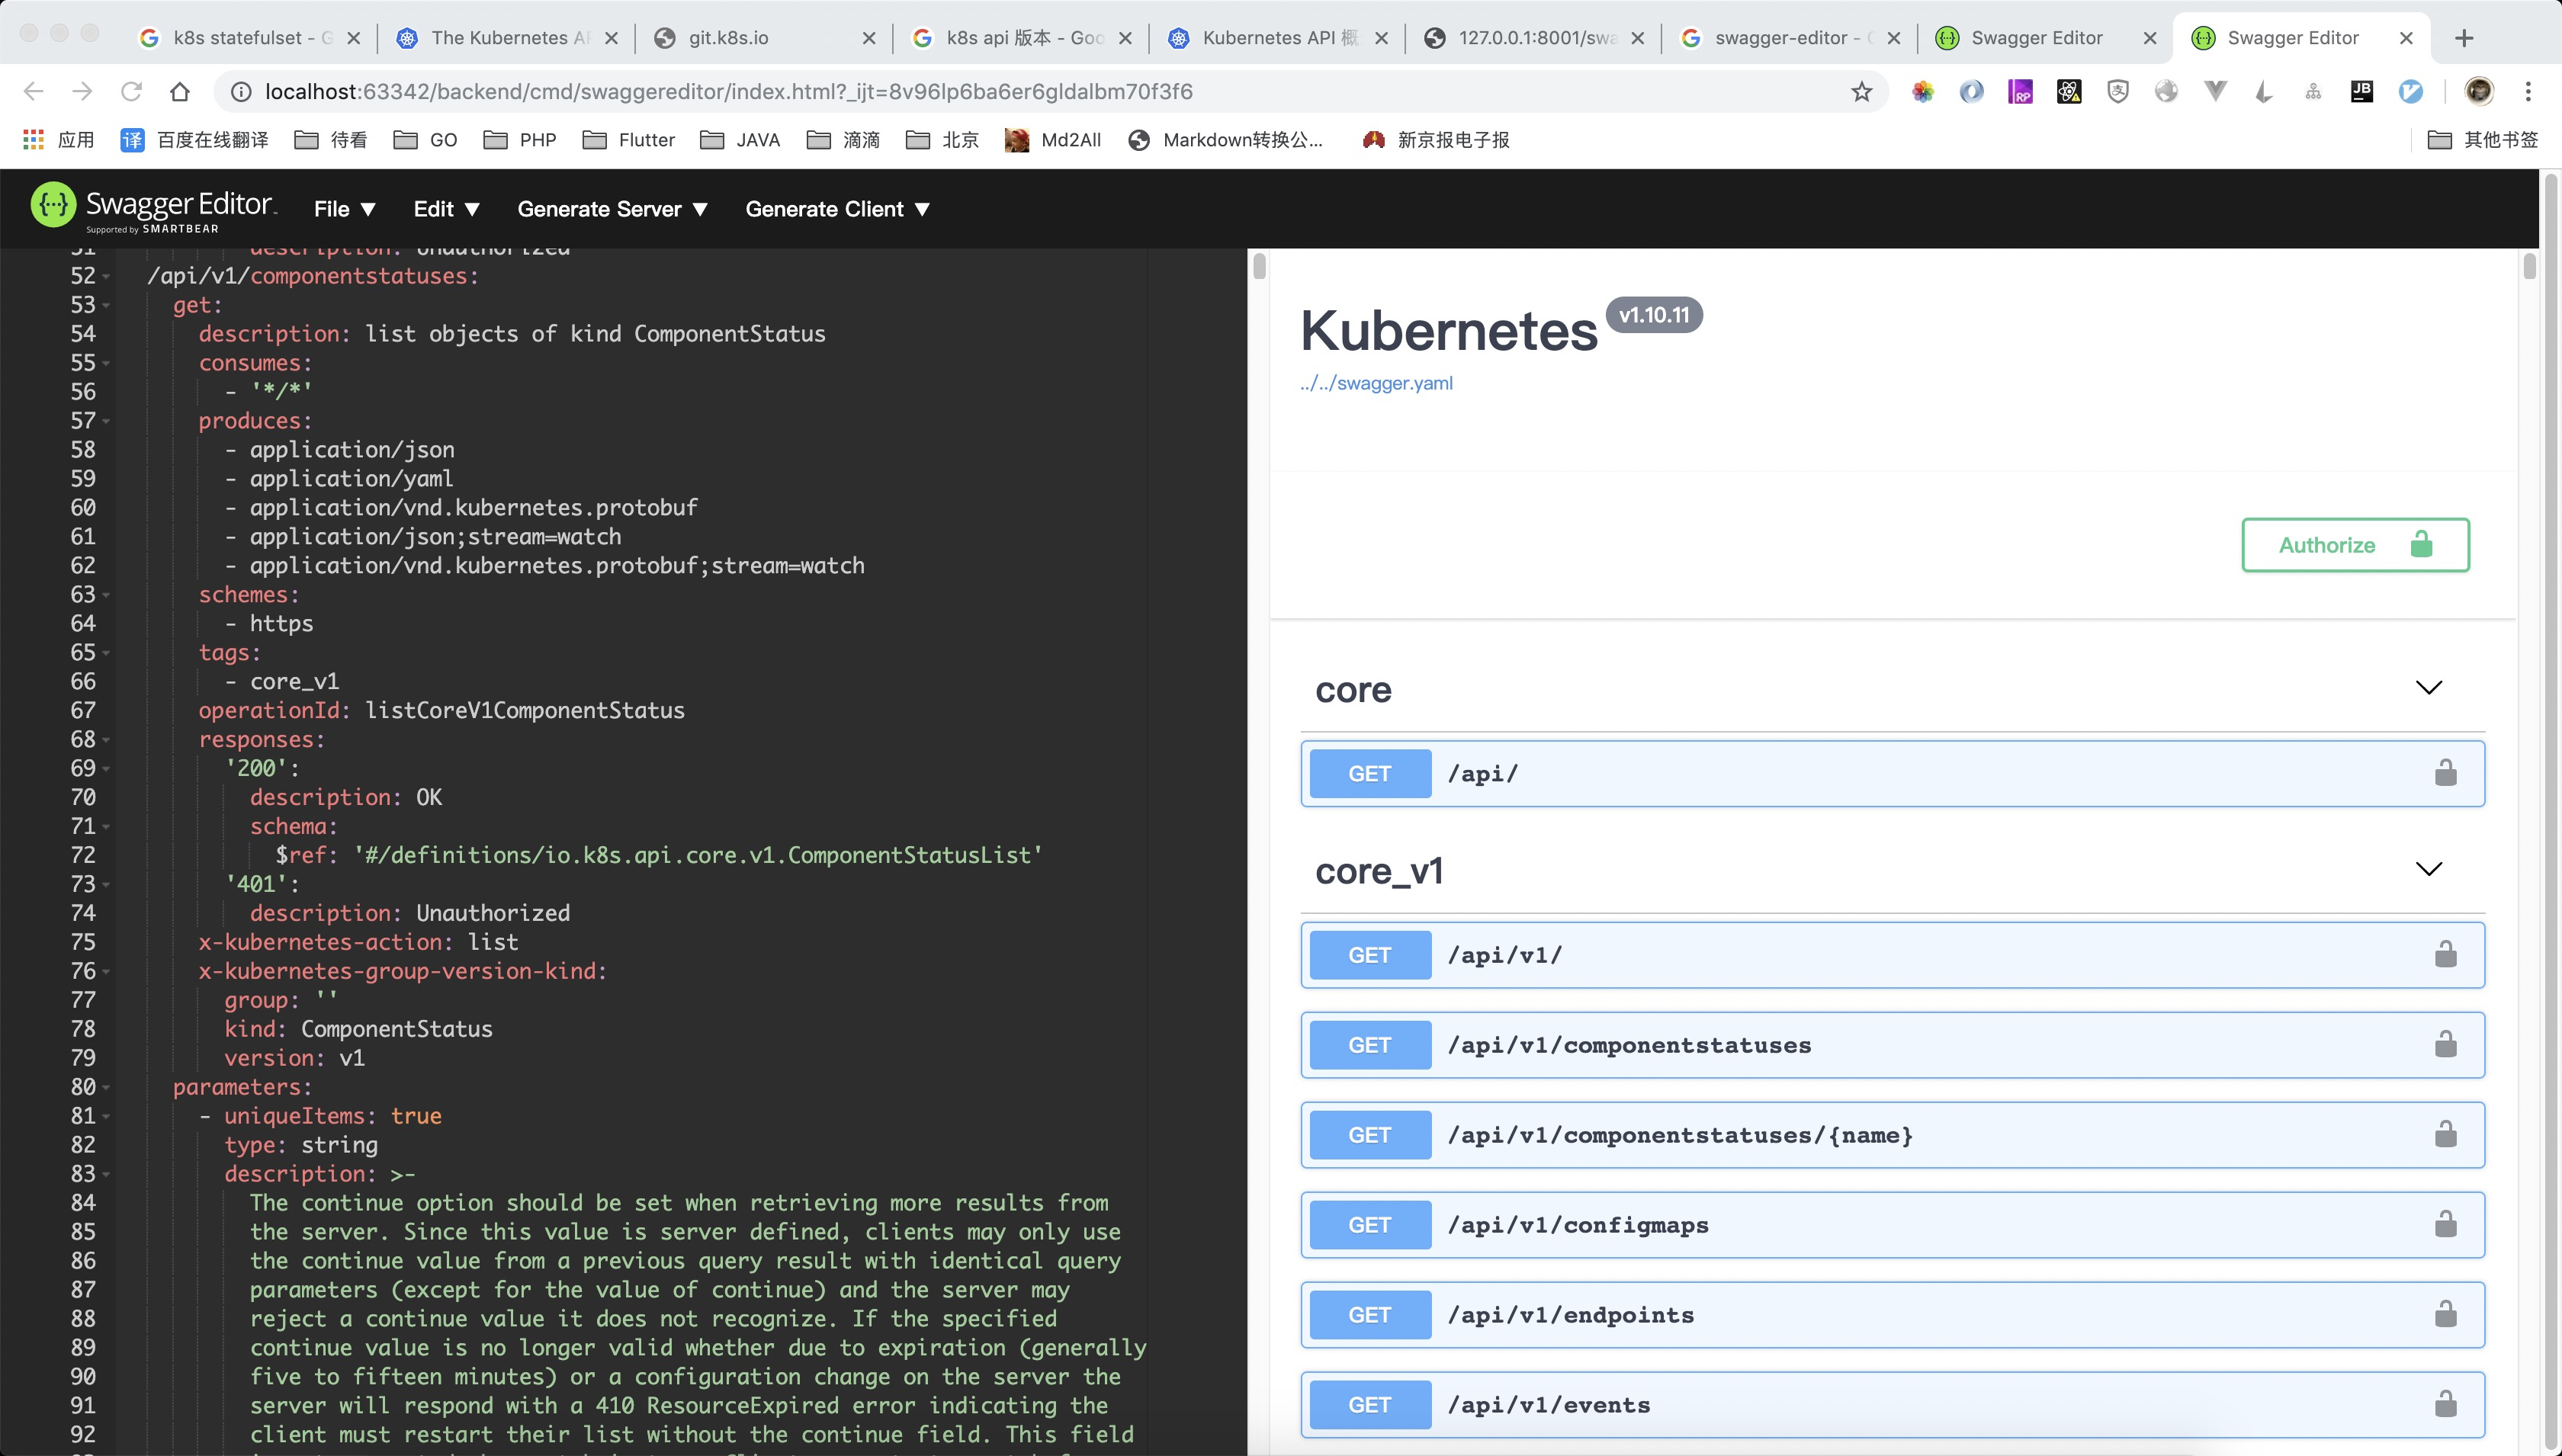 k8s statefulset - G
The Kubernetes AP
git.k8s.io
k8s api 版本 - Goo
Kubernetes API 概
127.0.0.1:8001/swa
swagger-editor - G
Swagger Editor
Swagger Editor
localhost:63342/backend/cmd/swaggereditor/index.html?_ijt=8v96lp6ba6er6gldalbm70f3f6
RP
JB
应用
译 百度在线翻译
待看
GO
PHP
Flutter
JAVA
滴滴
北京
Md2All
Markdown转换公...
新京报电子报
其他书签
Swagger Editor
Supported by SMARTBEAR
File ▼
Edit ▼
Generate Server ▼
Generate Client ▼
51 description: Unauthorized
52 /api/v1/componentstatuses:
53 get:
54 description: list objects of kind ComponentStatus
55 consumes:
56 - '*/*'
57 produces:
58 - application/json
59 - application/yaml
60 - application/vnd.kubernetes.protobuf
61 - application/json;stream=watch
62 - application/vnd.kubernetes.protobuf;stream=watch
63 schemes:
64 - https
65 tags:
66 - core_v1
67 operationId: listCoreV1ComponentStatus
68 responses:
69 '200':
70 description: OK
71 schema:
72 $ref: '#/definitions/io.k8s.api.core.v1.ComponentStatusList'
73 '401':
74 description: Unauthorized
75 x-kubernetes-action: list
76 x-kubernetes-group-version-kind:
77 group: ''
78 kind: ComponentStatus
79 version: v1
80 parameters:
81 - uniqueItems: true
82 type: string
83 description: >-
84 The continue option should be set when retrieving more results from
85 the server. Since this value is server defined, clients may only use
86 the continue value from a previous query result with identical query
87 parameters (except for the value of continue) and the server may
88 reject a continue value it does not recognize. If the specified
89 continue value is no longer valid whether due to expiration (generally
90 five to fifteen minutes) or a configuration change on the server the
91 server will respond with a 410 ResourceExpired error indicating the
92 client must restart their list without the continue field. This field
Kubernetes v1.10.11
../../swagger.yaml
Authorize
core
GET /api/
core_v1
GET /api/v1/
GET /api/v1/componentstatuses
GET /api/v1/componentstatuses/{name}
GET /api/v1/configmaps
GET /api/v1/endpoints
GET /api/v1/events